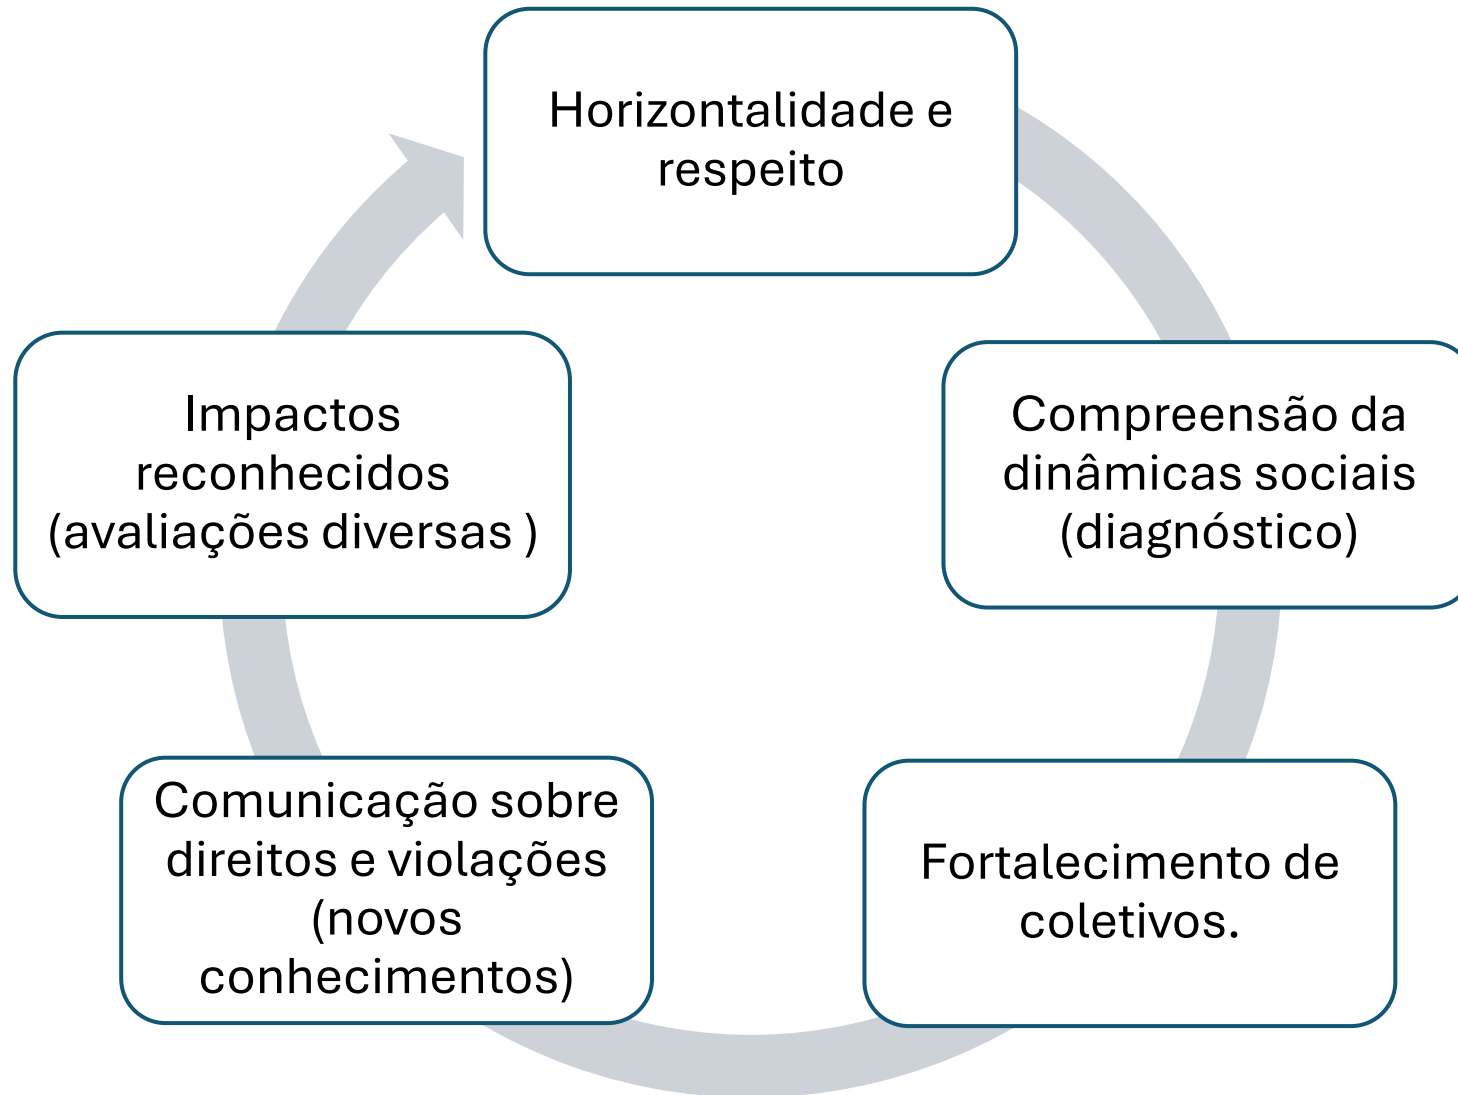 Horizontalidade e
respeito
Compreensão da
dinâmicas sociais
(diagnóstico)
Fortalecimento de
coletivos.
Comunicação sobre
direitos e violações
(novos
conhecimentos)
Impactos
reconhecidos
(avaliações diversas )